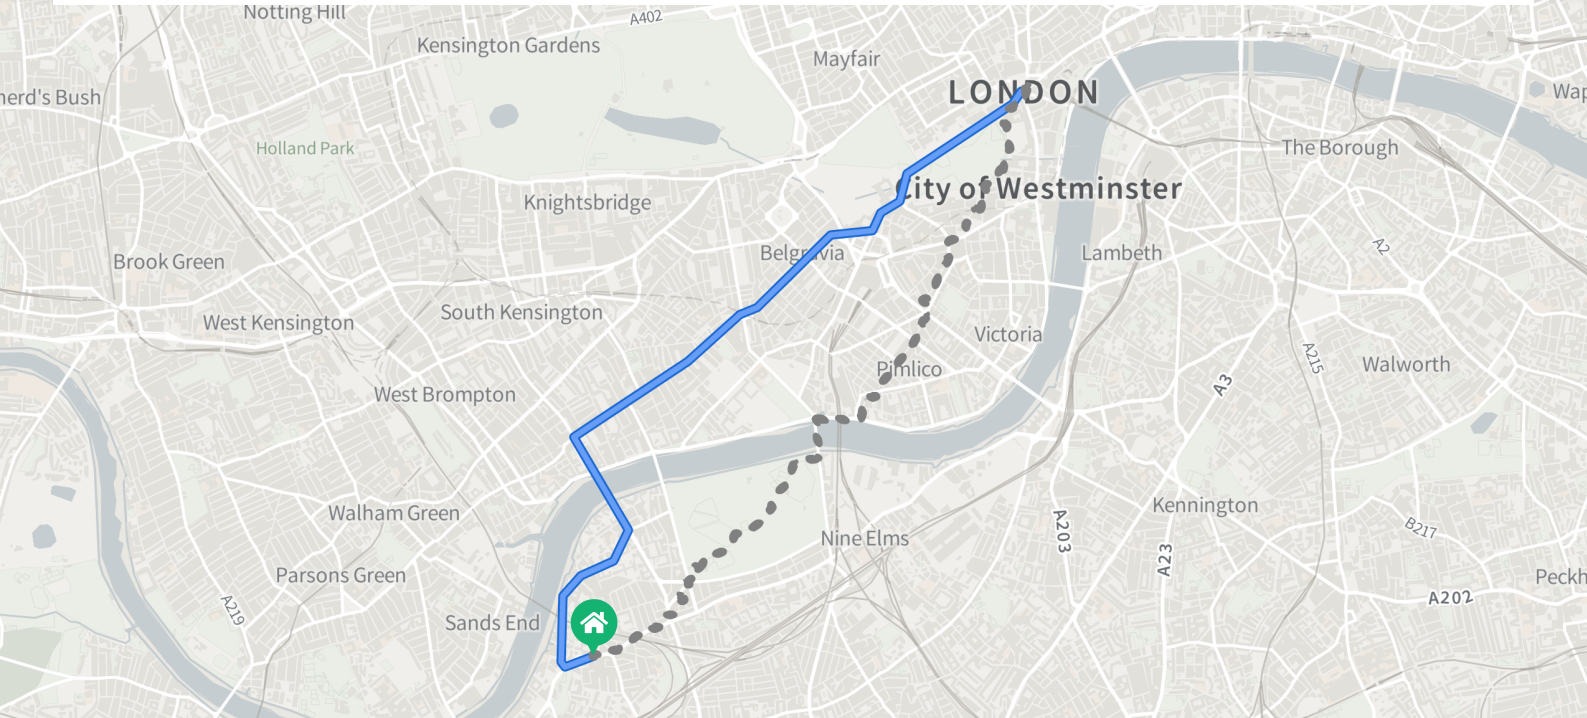 Notting Hill
A402
Kensington Gardens
Mayfair
LONDON
herd's Bush
Wap
Holland Park
The Borough
Knightsbridge
City of Westminster
Brook Green
Belgravia
Lambeth
A2
South Kensington
West Kensington
Victoria
A215
Walworth
Pimlico
A3
West Brompton
Walham Green
Kennington
Nine Elms
A203
B217
A23
Parsons Green
Peckh
A219
Sands End
A202